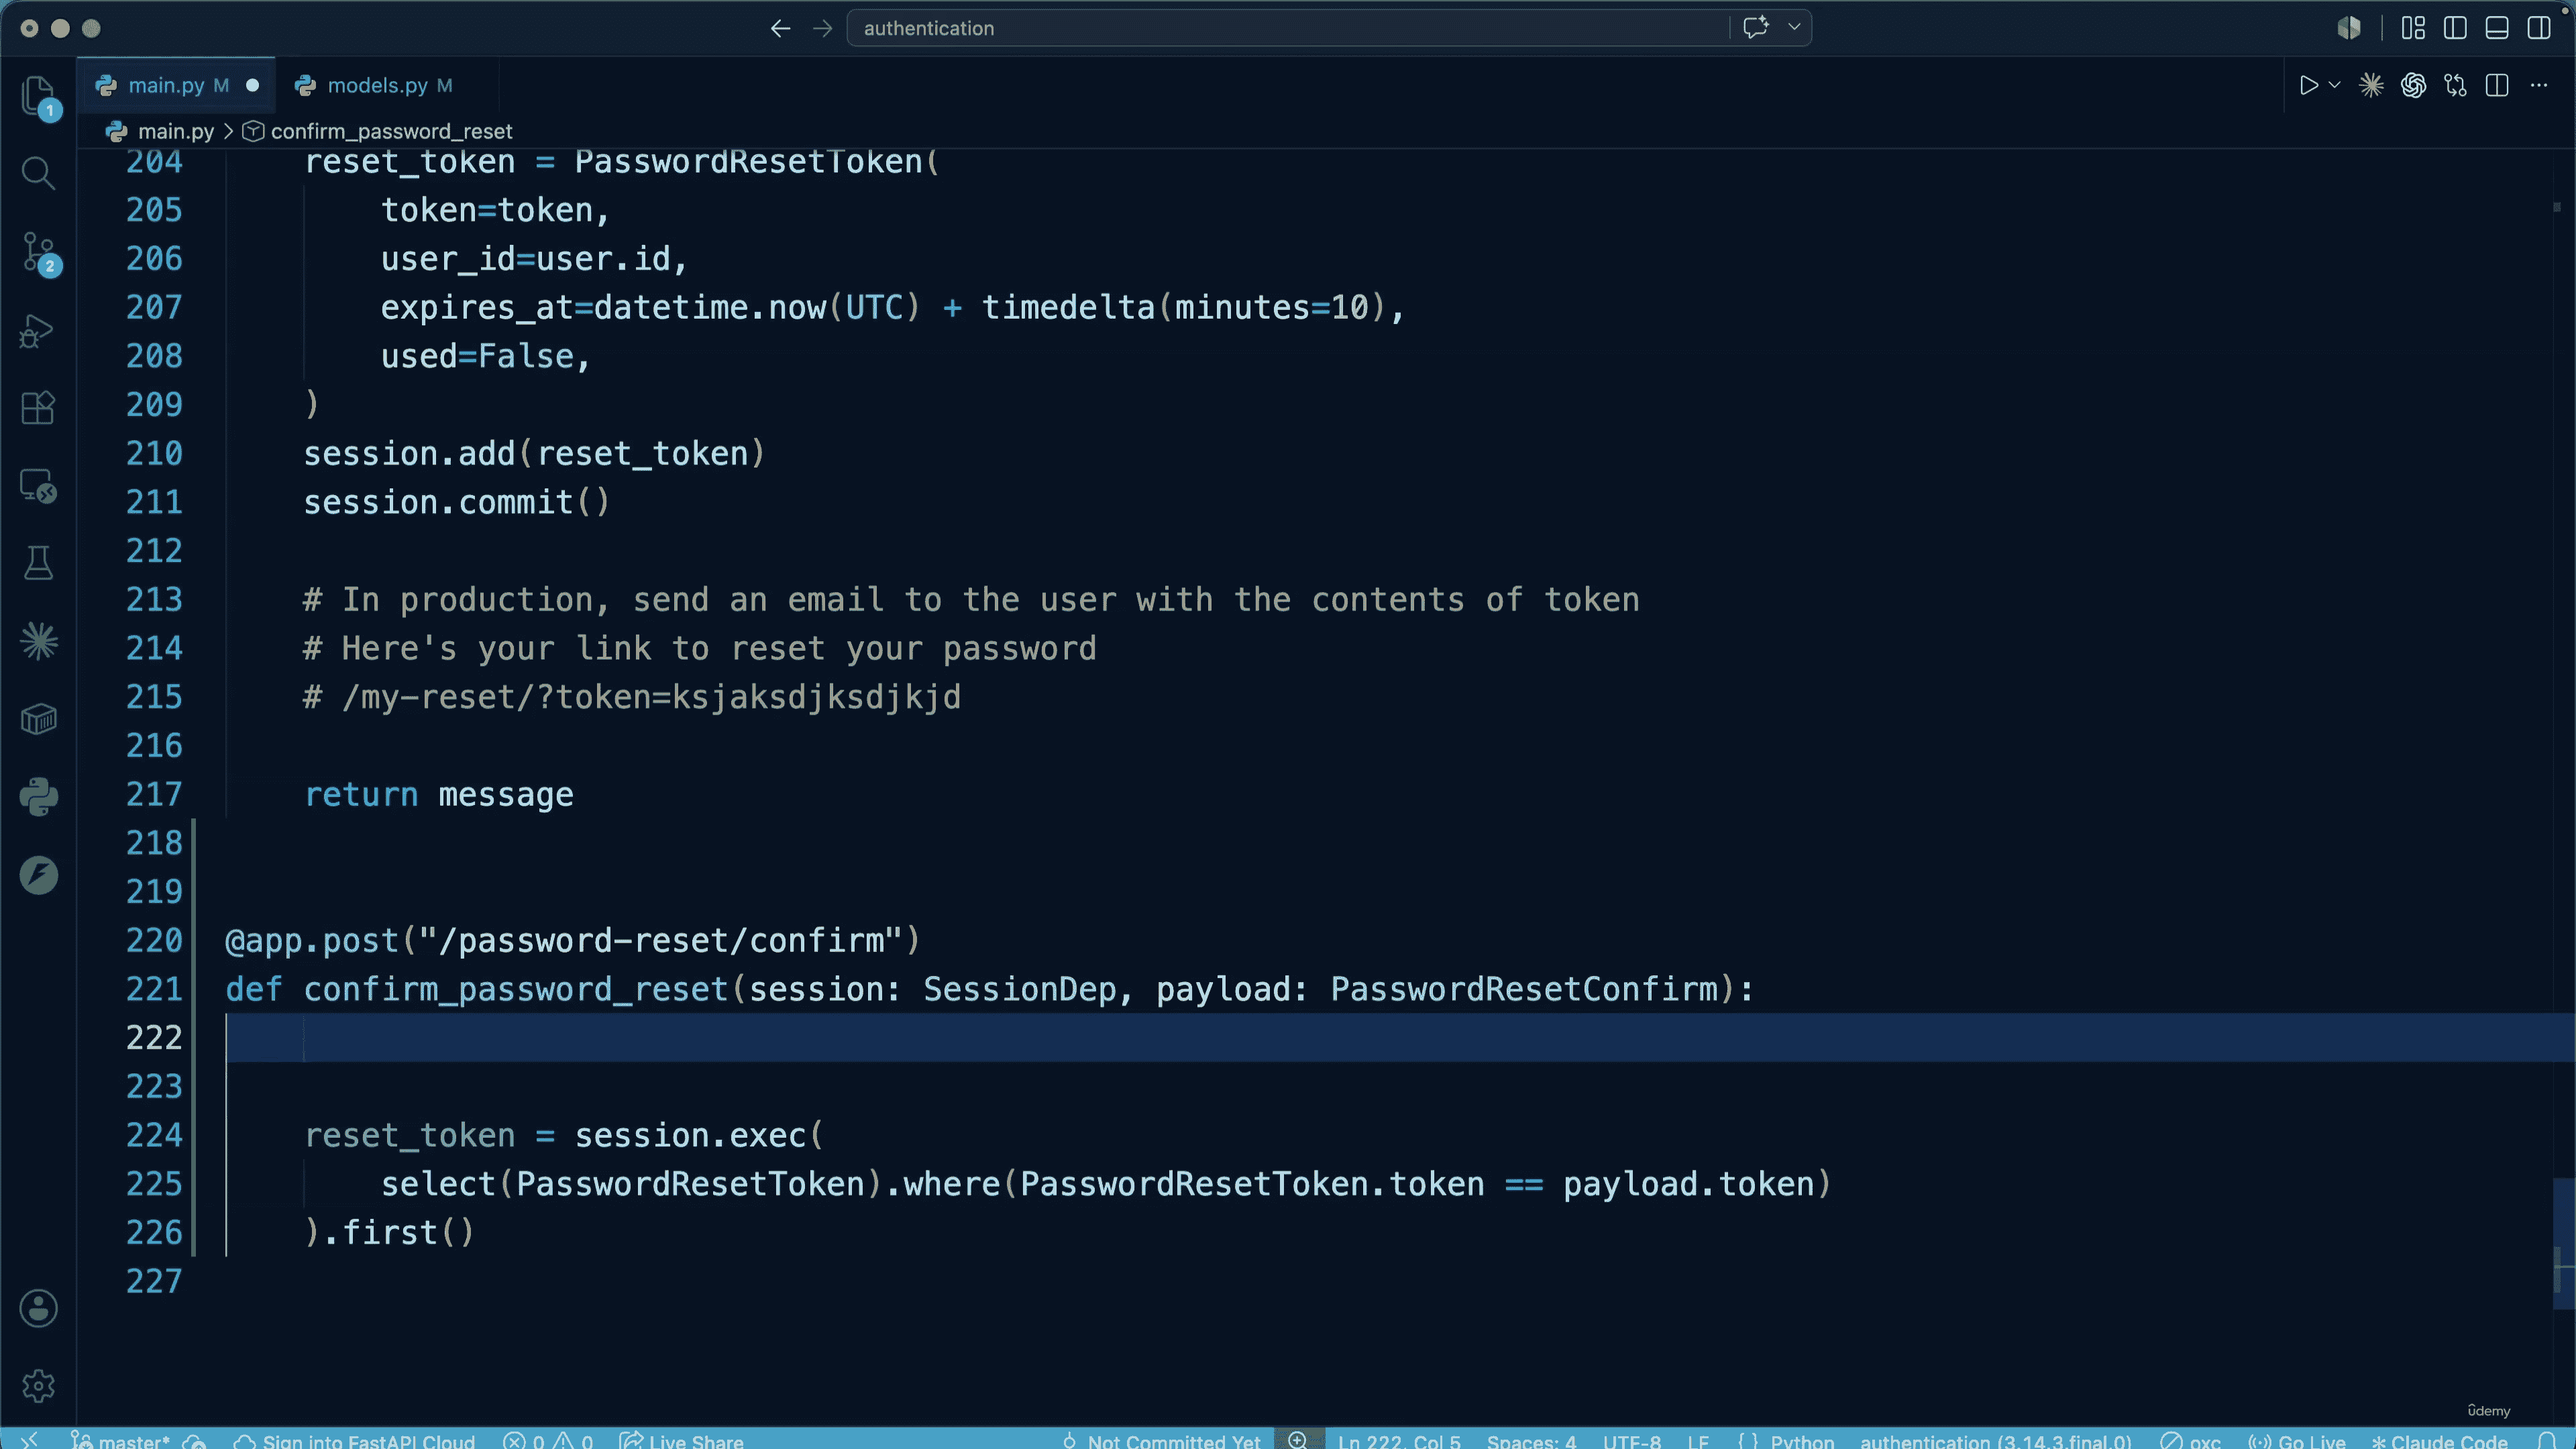 authentication
main.py M
models.py M
main.py > confirm_password_reset
1
2
204 reset_token = PasswordResetToken(
205 token=token,
206 user_id=user.id,
207 expires_at=datetime.now(UTC) + timedelta(minutes=10),
208 used=False,
209 )
210 session.add(reset_token)
211 session.commit()
212
213 # In production, send an email to the user with the contents of token
214 # Here's your link to reset your password
215 # /my-reset/?token=ksjaksdjksdjkjd
216
217 return message
218
219
220 @app.post("/password-reset/confirm")
221 def confirm_password_reset(session: SessionDep, payload: PasswordResetConfirm):
222
223
224 reset_token = session.exec(
225 select(PasswordResetToken).where(PasswordResetToken.token == payload.token)
226 ).first()
227
ûdemy
master* Sign into FastAPI Cloud 0 0 Live Share Not Committed Yet Ln 222, Col 5 Spaces: 4 UTF-8 LF { } Python authentication (3.14.3.final.0) oxc Go Live Claude Code